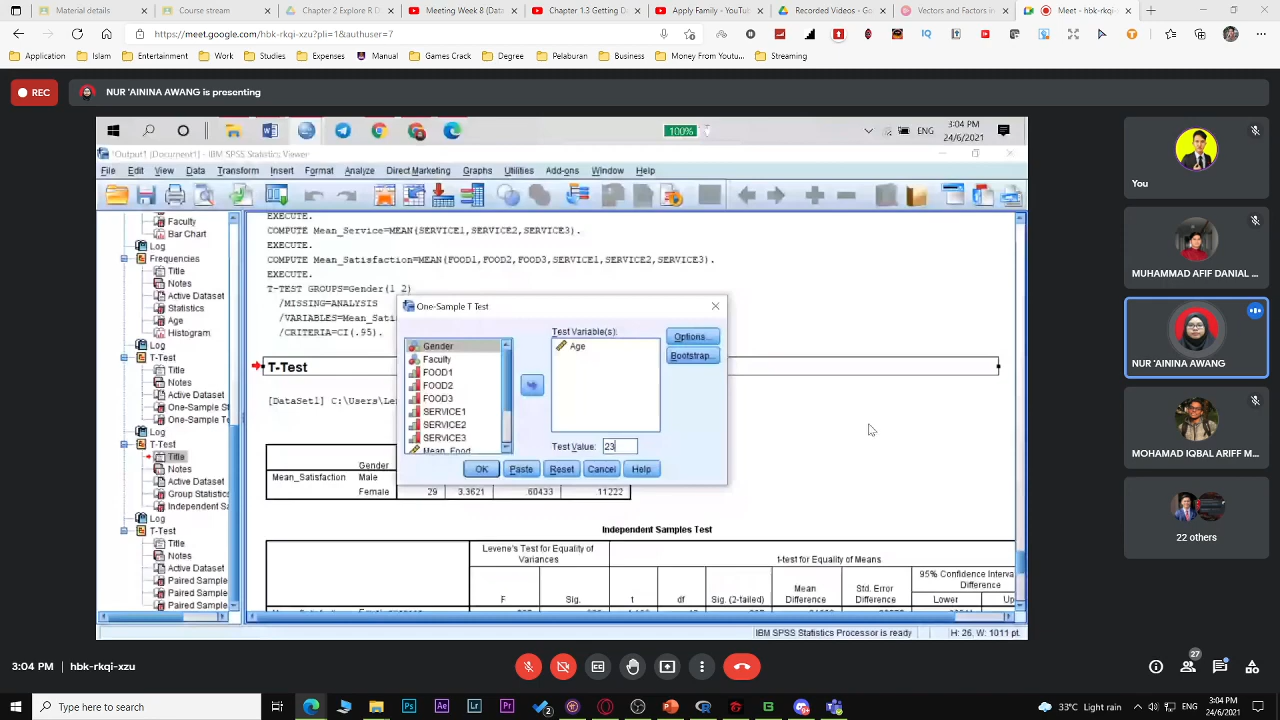 Material details
Course stream
Chapter 2 Explore R D
Meeting Week 8 (Data
Chapter 1.3 Getting Do
Apply Family - YouTub
Recorded Videos - Goo
Vectors and Factors in
Meet - hbk-rkqi-
https://meet.google.com/hbk-rkqi-xzu?pli=1&authuser=7
Application
Islam
Entertainment
Work
Studies
Expenses
Manual
Games Crack
Degree
Pelaburan
Business
Money From Youtu...
Streaming
REC
NUR 'AININA AWANG is presenting
100%
ENG
3:04 PM
24/6/2021
*Output1 [Document1] - IBM SPSS Statistics Viewer
File Edit View Data Transform Insert Format Analyze Direct Marketing Graphs Utilities Add-ons Window Help
Faculty
Bar Chart
Log
Frequencies
Title
Notes
Active Dataset
Statistics
Age
Histogram
Log
T-Test
Title
Notes
Active Dataset
One-Sample S
One-Sample Te
Log
T-Test
Title
Notes
Active Dataset
Group Statistics
Independent Sa
Log
T-Test
Title
Notes
Active Dataset
Paired Sample
Paired Sample
Paired Sample
EXECUTE.
COMPUTE Mean_Service=MEAN(SERVICE1,SERVICE2,SERVICE3).
EXECUTE.
COMPUTE Mean_Satisfaction=MEAN(FOOD1,FOOD2,FOOD3,SERVICE1,SERVICE2,SERVICE3).
EXECUTE.
T-TEST GROUPS=Gender(1 2)
/MISSING=ANALYSIS
/VARIABLES=Mean_Sati
/CRITERIA=CI(.95).
T-Test
[DataSet1] C:\Users\Le
One-Sample T Test
Gender
Faculty
FOOD1
FOOD2
FOOD3
SERVICE1
SERVICE2
SERVICE3
Mean_Food
Test Variable(s):
Age
Test Value: 23
Options...
Bootstrap...
OK
Paste
Reset
Cancel
Help
Gender
Mean_Satisfaction Male
Female 29 3.3621 .60433 .11222
Independent Samples Test
Levene's Test for Equality of Variances
t-test for Equality of Means
F
Sig.
t
df
Sig. (2-tailed)
Mean Difference
Std. Error Difference
95% Confidence Interva
Difference
Lower
Up
IBM SPSS Statistics Processor is ready
H: 26, W: 1011 pt.
You
MUHAMMAD AFIF DANIAL ...
NUR 'AININA AWANG
MOHAMAD IQBAL ARIFF M...
22 others
3:04 PM
hbk-rkqi-xzu
27
Type here to search
33°C Light rain
ENG
3:04 PM
24/6/2021